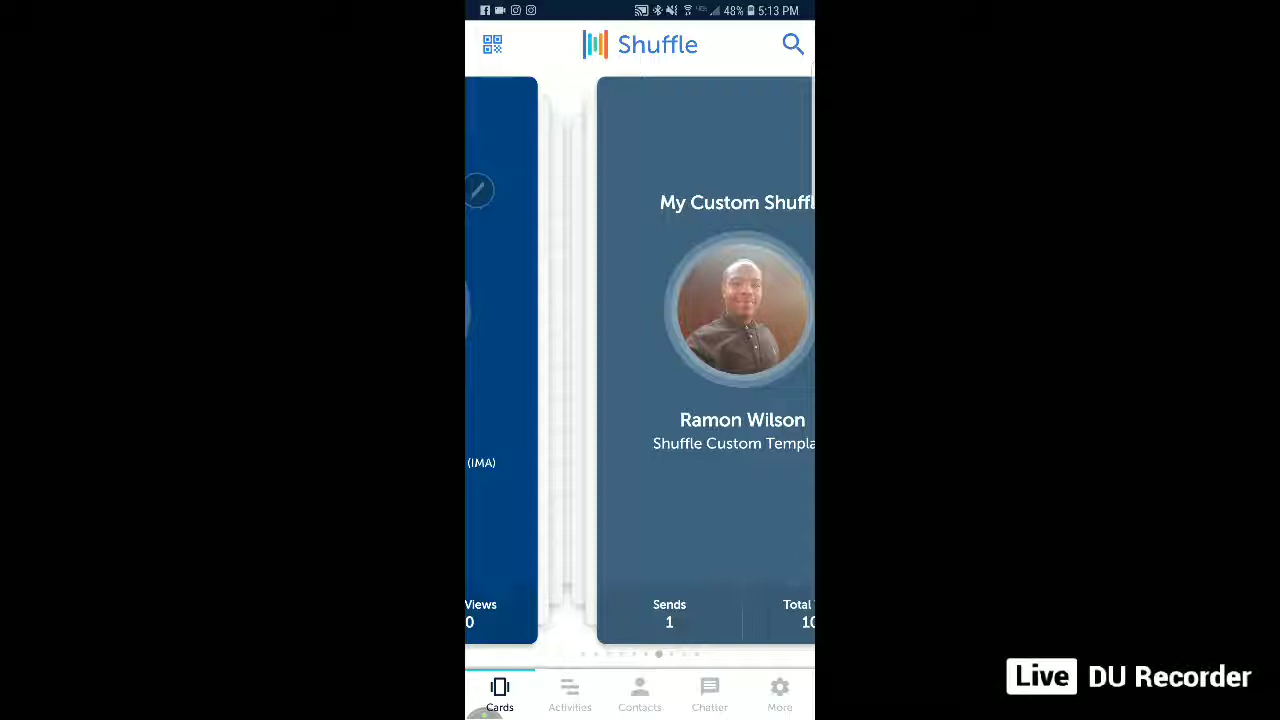 48% 5:13 PM
Shuffle
My Custom Shuffl
Ramon Wilson
Shuffle Custom Templa
(IMA)
Views
0
Sends
1
Total
10
Cards
Activities
Contacts
Chatter
More
Live DU Recorder